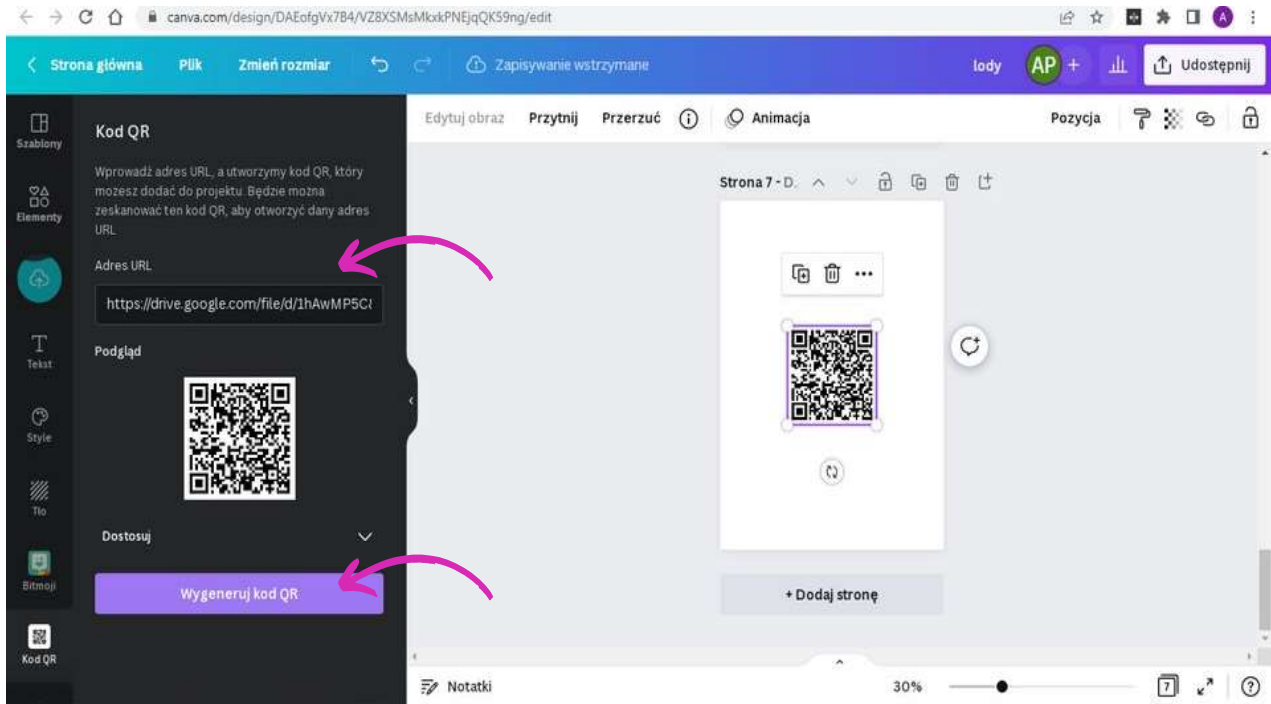 canva.com/design/DAEofgVx7B4/VZ8XSMsMkxkPNEjqQK59ng/edit
A
Strona główna Plik Zmień rozmiar Zapisywanie wstrzymane lody AP + Udostępnij
Edytuj obraz Przytnij Przerzuć Animacja Pozycja
Szablony
Elementy
Tekst
Style
Tło
Bitmoji
Kod QR
Kod QR
Wprowadź adres URL, a utworzymy kod QR, który
możesz dodać do projektu. Będzie można
zeskanować ten kod QR, aby otworzyć dany adres
URL
Adres URL
https://drive.google.com/file/d/1hAwMP5C
Podgląd
Dostosuj
Wygeneruj kod QR
Strona 7 - D.
+ Dodaj stronę
Notatki 30% 7